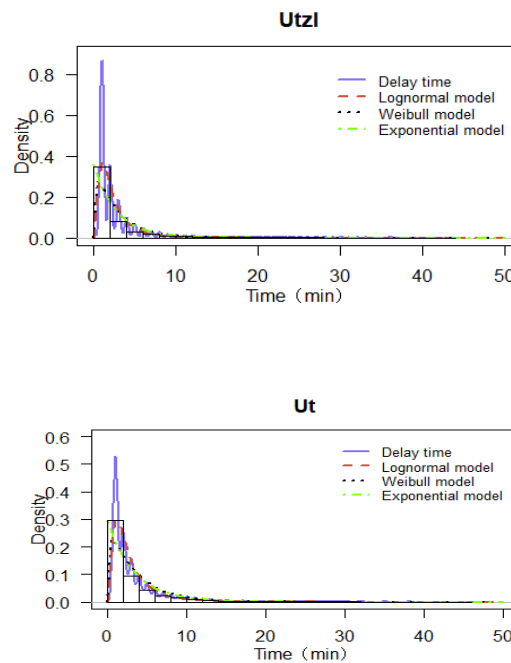 Utzl
Density
0.8
0.6
0.4
0.2
0.0
Delay time
Lognormal model
Weibull model
Exponential model
0 10 20 30 40 50
Time（min）
Ut
Density
0.6
0.5
0.4
0.3
0.2
0.1
0.0
Delay time
Lognormal model
Weibull model
Exponential model
0 10 20 30 40 50
Time（min）